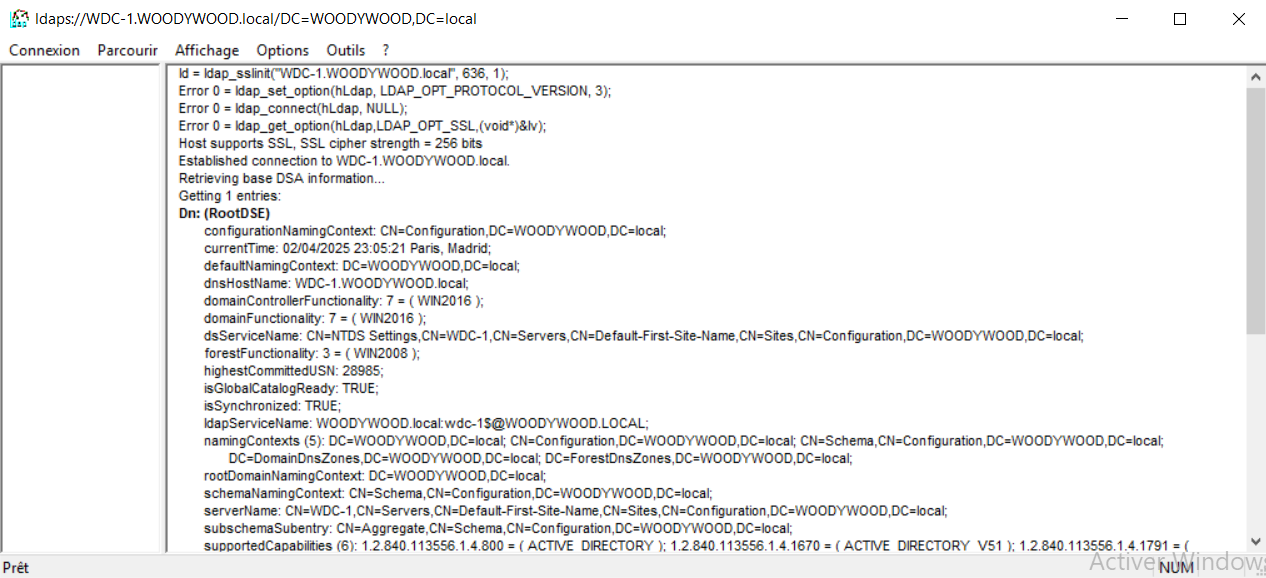 ldaps://WDC-1.WOODYWOOD.local/DC=WOODYWOOD,DC=local
Connexion Parcourir Affichage Options Outils ?
ld = ldap_sslinit("WDC-1.WOODYWOOD.local", 636, 1);
Error 0 = ldap_set_option(hLdap, LDAP_OPT_PROTOCOL_VERSION, 3);
Error 0 = ldap_connect(hLdap, NULL);
Error 0 = ldap_get_option(hLdap,LDAP_OPT_SSL,(void*)&lv);
Host supports SSL, SSL cipher strength = 256 bits
Established connection to WDC-1.WOODYWOOD.local.
Retrieving base DSA information...
Getting 1 entries:
Dn: (RootDSE)
configurationNamingContext: CN=Configuration,DC=WOODYWOOD,DC=local;
currentTime: 02/04/2025 23:05:21 Paris, Madrid;
defaultNamingContext: DC=WOODYWOOD,DC=local;
dnsHostName: WDC-1.WOODYWOOD.local;
domainControllerFunctionality: 7 = ( WIN2016 );
domainFunctionality: 7 = ( WIN2016 );
dsServiceName: CN=NTDS Settings,CN=WDC-1,CN=Servers,CN=Default-First-Site-Name,CN=Sites,CN=Configuration,DC=WOODYWOOD,DC=local;
forestFunctionality: 3 = ( WIN2008 );
highestCommittedUSN: 28985;
isGlobalCatalogReady: TRUE;
isSynchronized: TRUE;
ldapServiceName: WOODYWOOD.local:wdc-1$@WOODYWOOD.LOCAL;
namingContexts (5): DC=WOODYWOOD,DC=local; CN=Configuration,DC=WOODYWOOD,DC=local; CN=Schema,CN=Configuration,DC=WOODYWOOD,DC=local;
DC=DomainDnsZones,DC=WOODYWOOD,DC=local; DC=ForestDnsZones,DC=WOODYWOOD,DC=local;
rootDomainNamingContext: DC=WOODYWOOD,DC=local;
schemaNamingContext: CN=Schema,CN=Configuration,DC=WOODYWOOD,DC=local;
serverName: CN=WDC-1,CN=Servers,CN=Default-First-Site-Name,CN=Sites,CN=Configuration,DC=WOODYWOOD,DC=local;
subschemaSubentry: CN=Aggregate,CN=Schema,CN=Configuration,DC=WOODYWOOD,DC=local;
supportedCapabilities (6): 1.2.840.113556.1.4.800 = ( ACTIVE_DIRECTORY ); 1.2.840.113556.1.4.1670 = ( ACTIVE_DIRECTORY_V51 ); 1.2.840.113556.1.4.1791 = (
Activer Windows
Prêt NUM